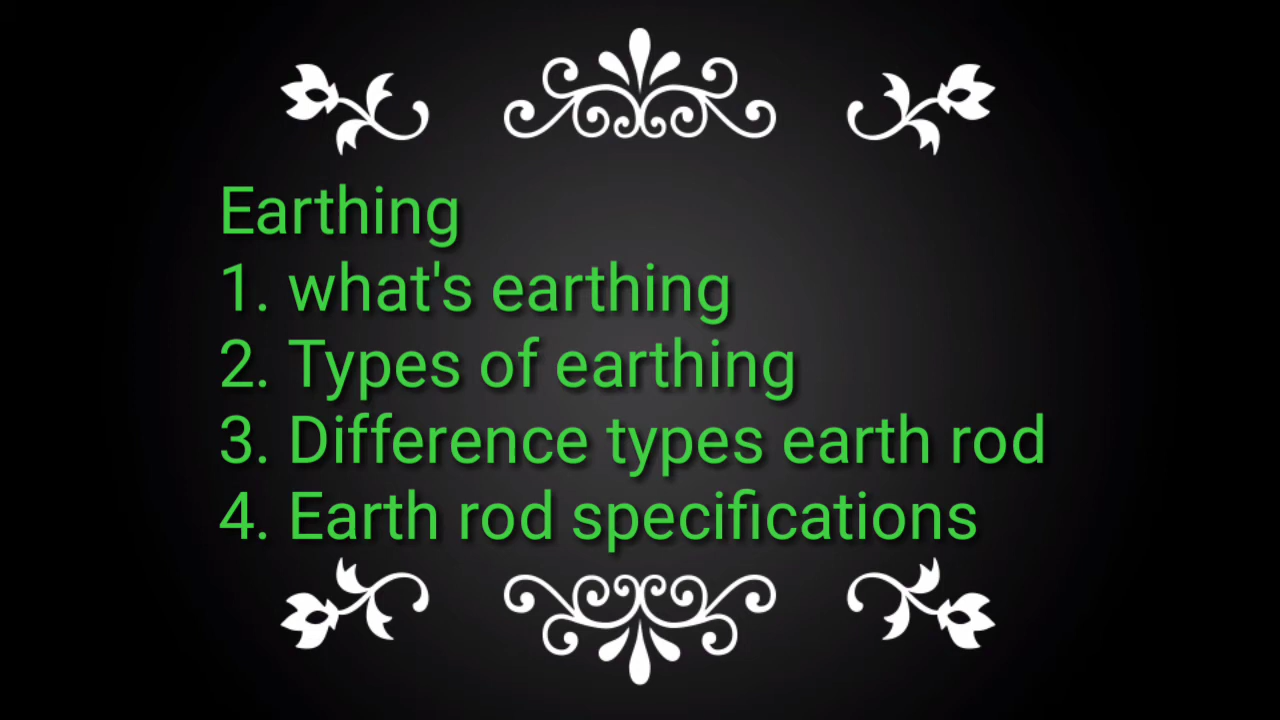 Earthing
1. what's earthing
2. Types of earthing
3. Difference types earth rod
4. Earth rod specifications